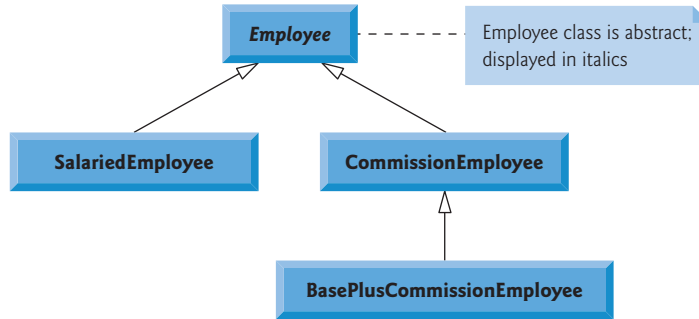 Employee
Employee class is abstract;
displayed in italics
SalariedEmployee
CommissionEmployee
BasePlusCommissionEmployee